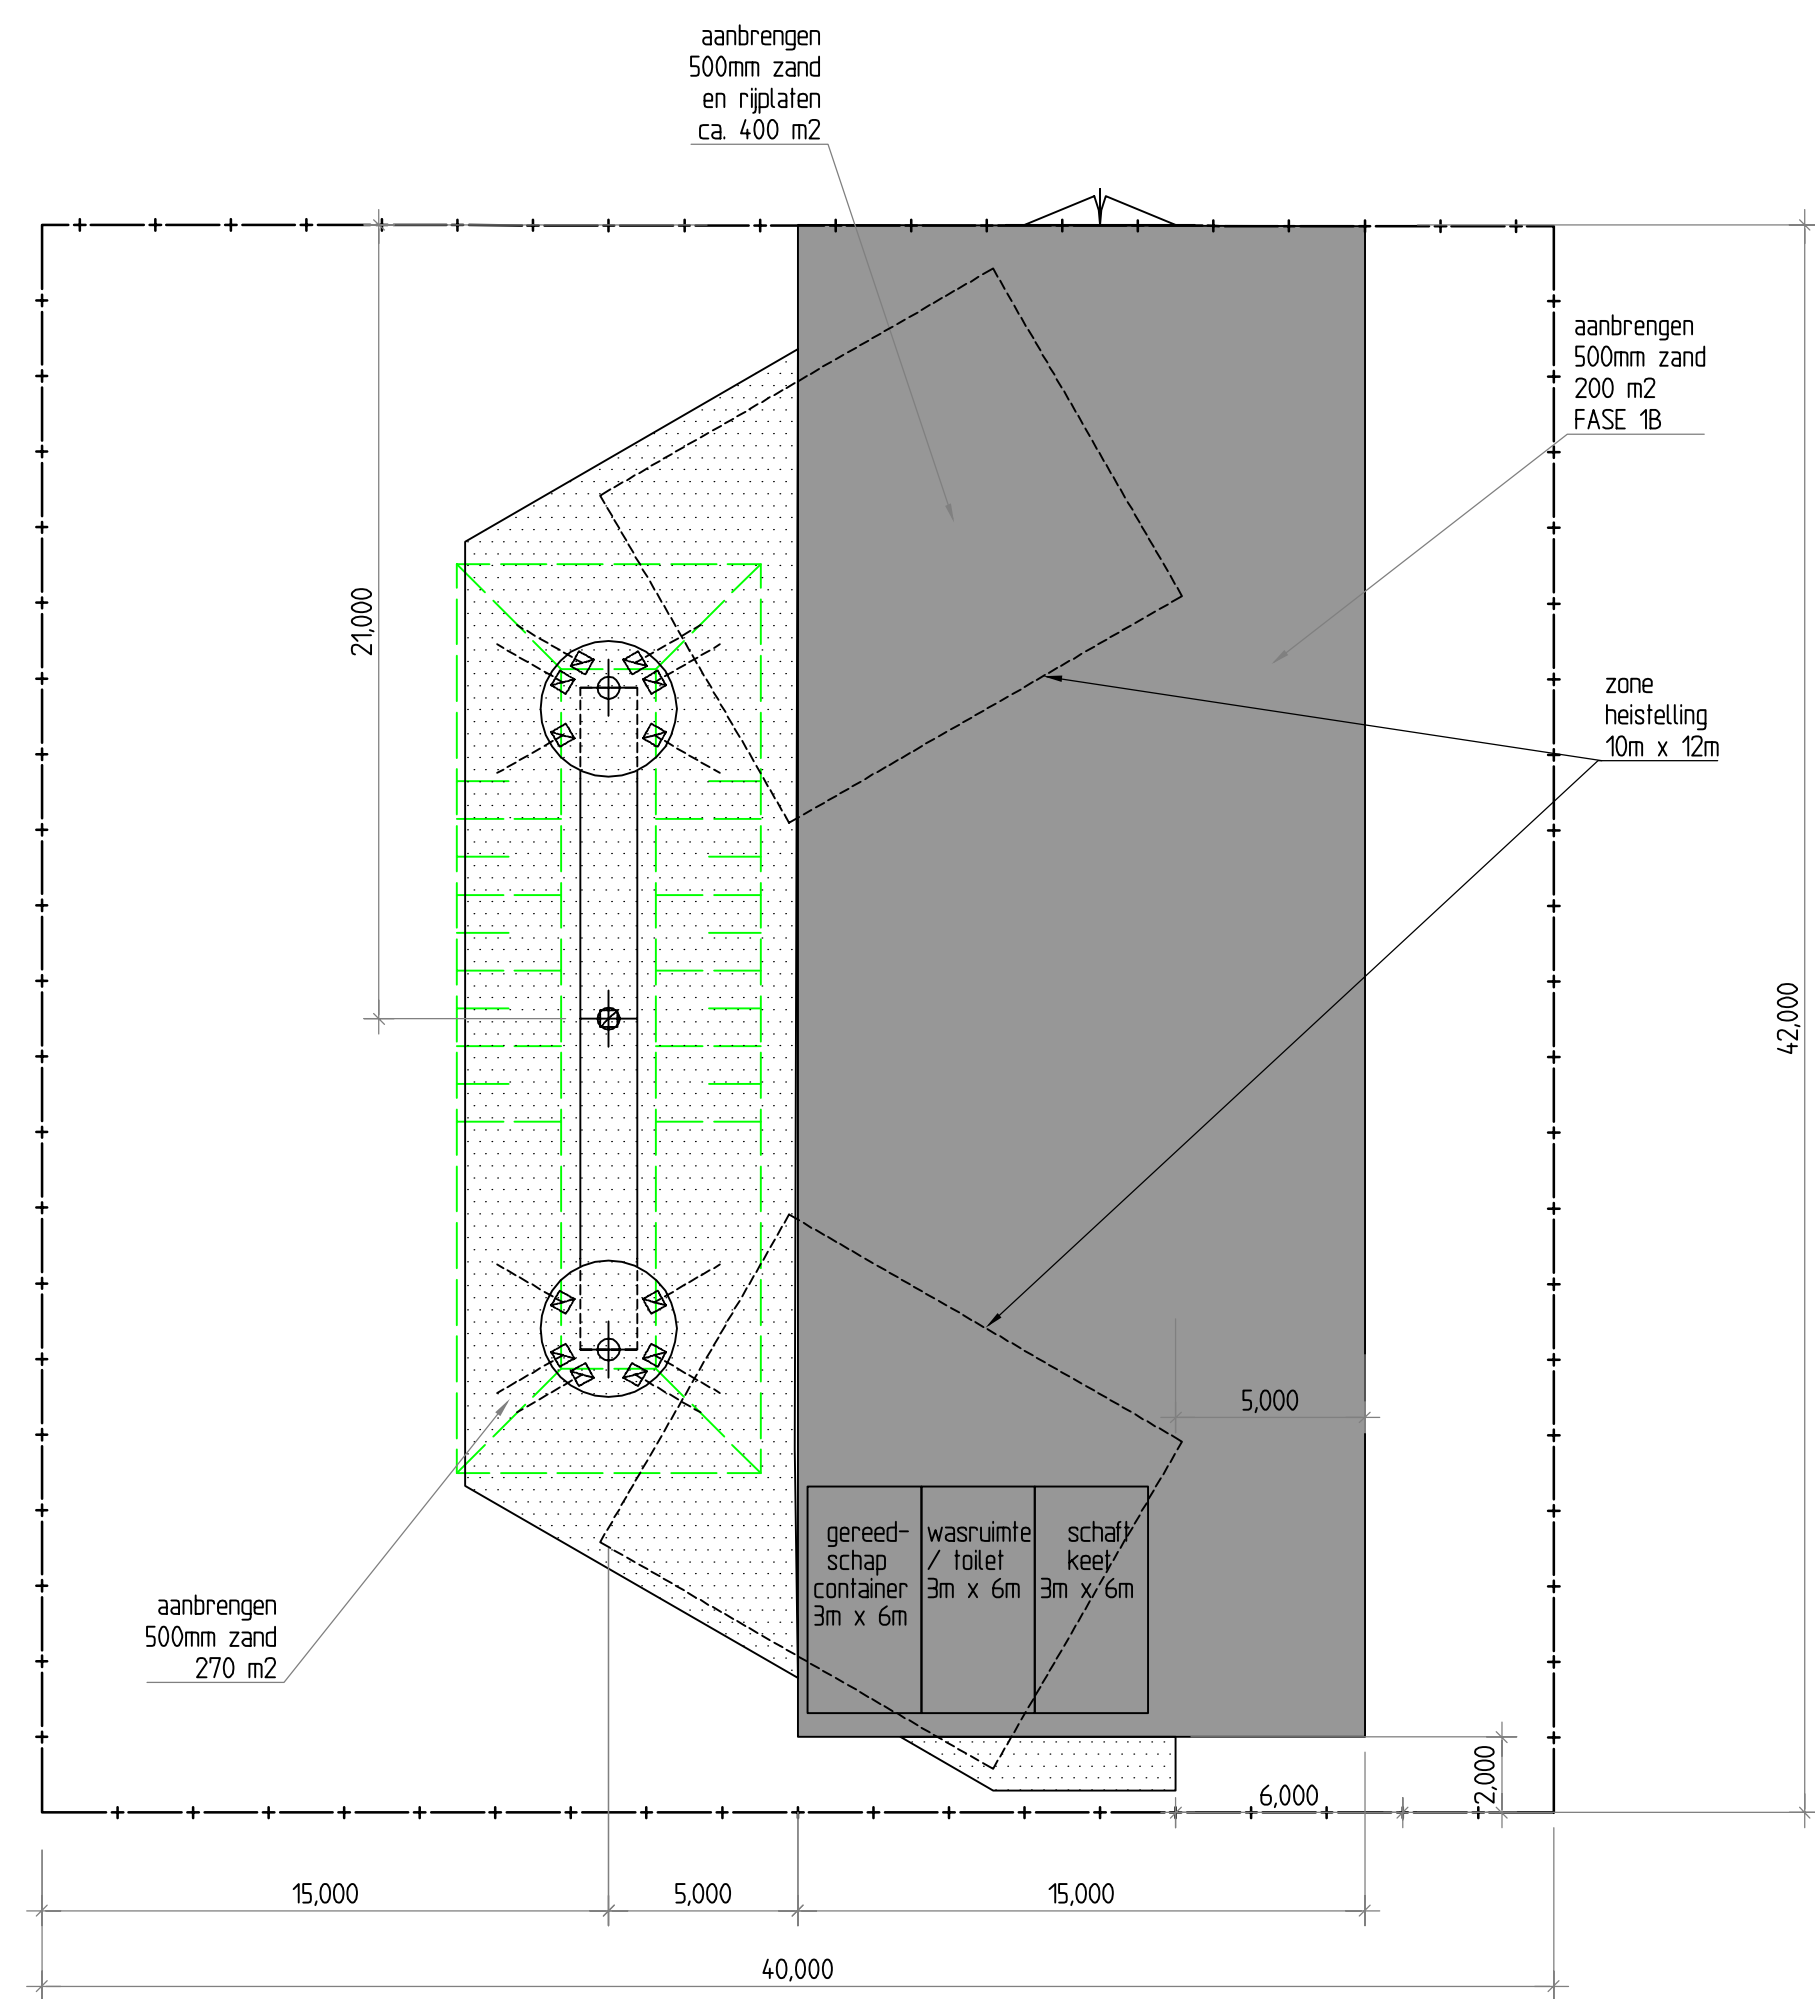 aanbrengen
500mm zand
en rijplaten
ca. 400 m2
aanbrengen
500mm zand
200 m2
FASE 1B
21,000
zone
heistelling
10m x 12m
42,000
5,000
gereed-
schap
container
3m x 6m
wasruimte
/ toilet
3m x 6m
schaft
keet
3m x 6m
aanbrengen
500mm zand
270 m2
2,000
6,000
15,000
5,000
15,000
40,000